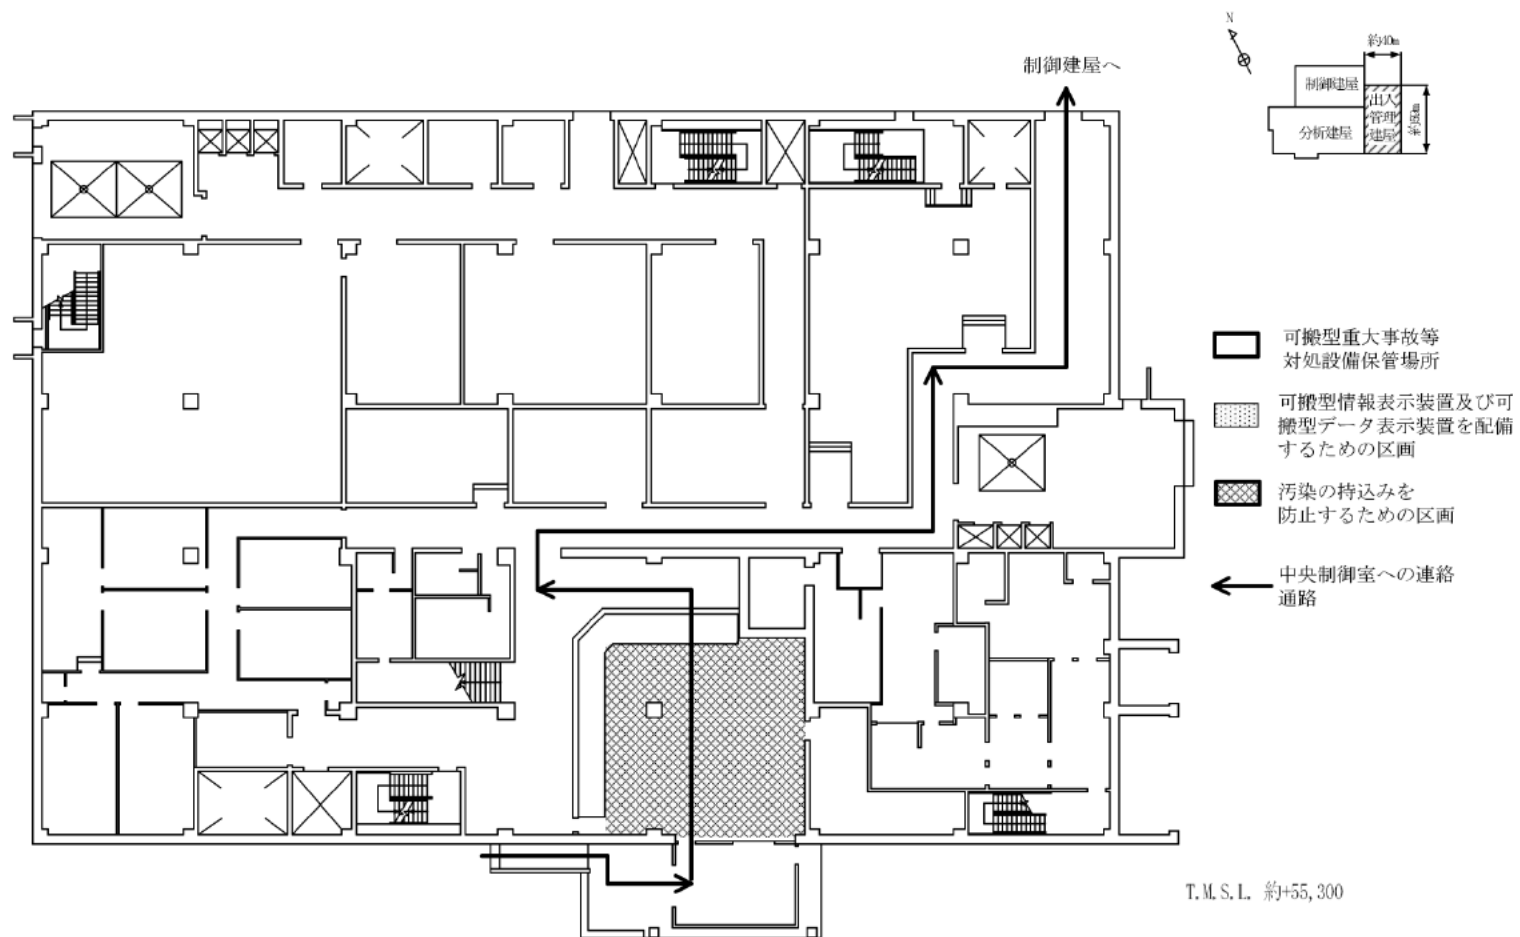 N
約40m
制御建屋へ
制御建屋
出入
管理
建屋
分析建屋
可搬型重大事故等
対処設備保管場所
可搬型情報表示装置及び可
搬型データ表示装置を配備
するための区画
汚染の持込みを
防止するための区画
中央制御室への連絡
通路
T.M.S.L. 約+55,300